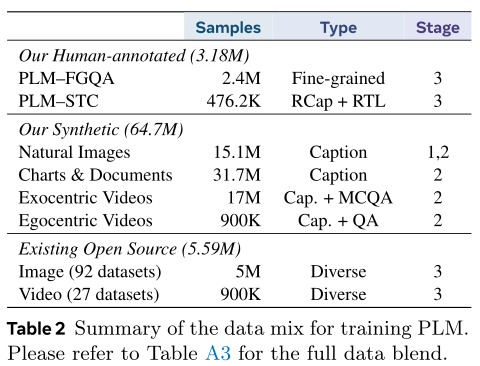 Samples Type Stage
Our Human-annotated (3.18M)
PLM–FGQA 2.4M Fine-grained 3
PLM–STC 476.2K RCap + RTL 3
Our Synthetic (64.7M)
Natural Images 15.1M Caption 1,2
Charts & Documents 31.7M Caption 2
Exocentric Videos 17M Cap. + MCQA 2
Egocentric Videos 900K Cap. + QA 2
Existing Open Source (5.59M)
Image (92 datasets) 5M Diverse 3
Video (27 datasets) 900K Diverse 3
Table 2 Summary of the data mix for training PLM.
Please refer to Table A3 for the full data blend.